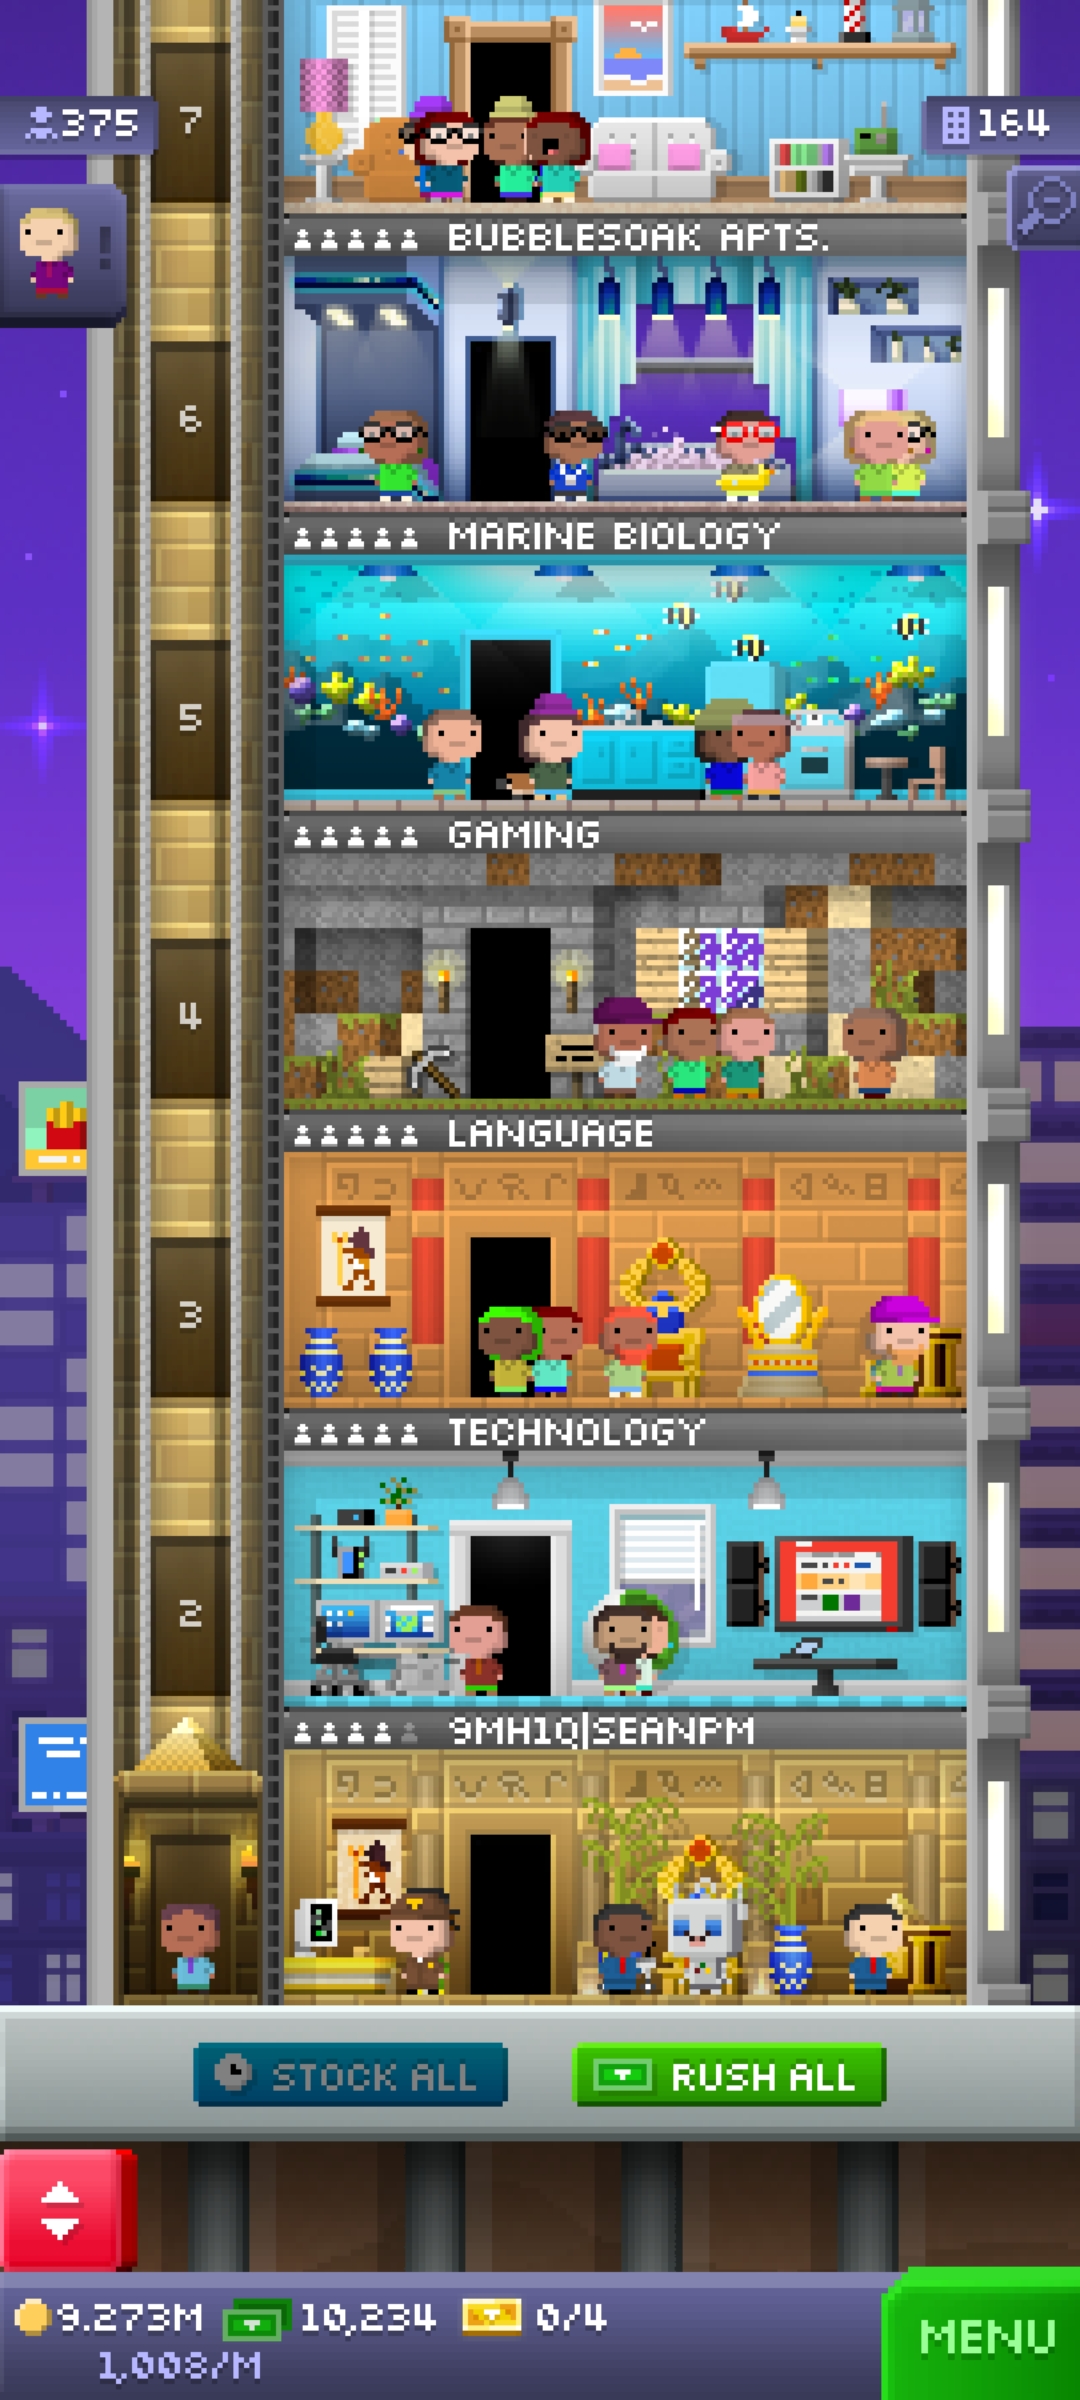 375
7
164
BUBBLESOAK APTS.
6
MARINE BIOLOGY
5
GAMING
4
LANGUAGE
3
TECHNOLOGY
2
9MH1Q|SEANPM
STOCK ALL
RUSH ALL
9.273M
10,234
0/4
1,008/M
MENU